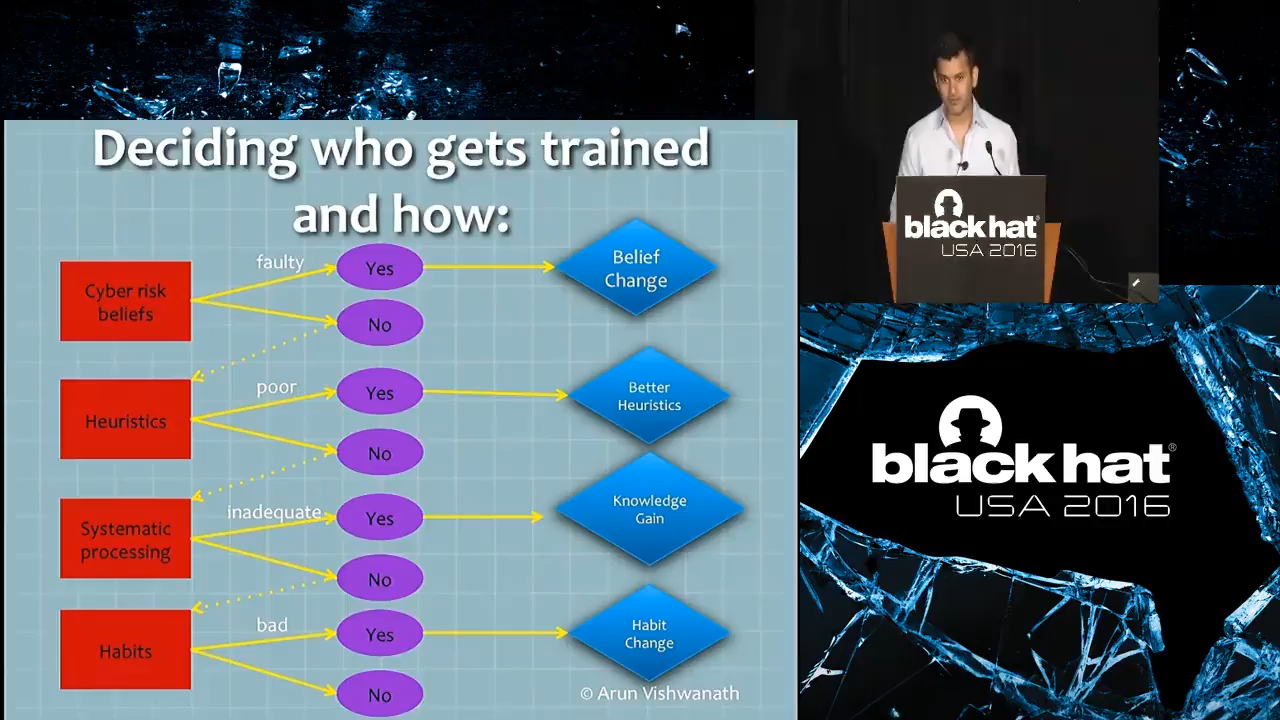 Deciding who gets trained
and how:
Cyber risk
beliefs
faulty
Yes
No
Belief
Change
Heuristics
poor
Yes
No
Better
Heuristics
Systematic
processing
inadequate
Yes
No
Knowledge
Gain
Habits
bad
Yes
No
Habit
Change
© Arun Vishwanath
black hat®
USA 2016
black hat®
USA 2016